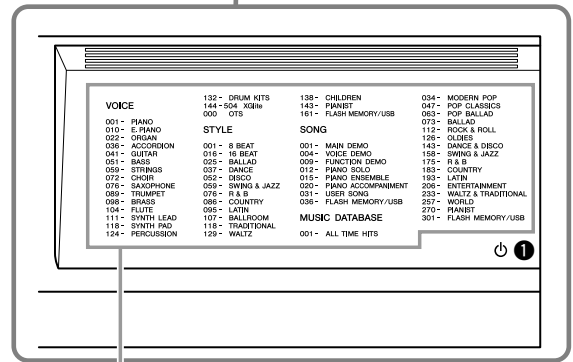 VOICE
001 - PIANO
010 - E. PIANO
022 - ORGAN
036 - ACCORDION
041 - GUITAR
051 - BASS
059 - STRINGS
072 - CHOIR
076 - SAXOPHONE
089 - TRUMPET
098 - BRASS
104 - FLUTE
111 - SYNTH LEAD
118 - SYNTH PAD
124 - PERCUSSION
132 - DRUM KITS
144 - 504 XGlite
000 OTS
STYLE
001 - 8 BEAT
016 - 16 BEAT
025 - BALLAD
037 - DANCE
052 - DISCO
059 - SWING & JAZZ
076 - R & B
086 - COUNTRY
095 - LATIN
107 - BALLROOM
118 - TRADITIONAL
129 - WALTZ
138 - CHILDREN
143 - PIANIST
161 - FLASH MEMORY/USB
SONG
001 - MAIN DEMO
004 - VOICE DEMO
009 - FUNCTION DEMO
012 - PIANO SOLO
015 - PIANO ENSEMBLE
020 - PIANO ACCOMPANIMENT
031 - USER SONG
036 - FLASH MEMORY/USB
MUSIC DATABASE
001 - ALL TIME HITS
034 - MODERN POP
047 - POP CLASSICS
063 - POP BALLAD
073 - BALLAD
112 - ROCK & ROLL
126 - OLDIES
143 - DANCE & DISCO
158 - SWING & JAZZ
175 - R & B
183 - COUNTRY
193 - LATIN
206 - ENTERTAINMENT
233 - WALTZ & TRADITIONAL
257 - WORLD
270 - PIANIST
301 - FLASH MEMORY/USB
1